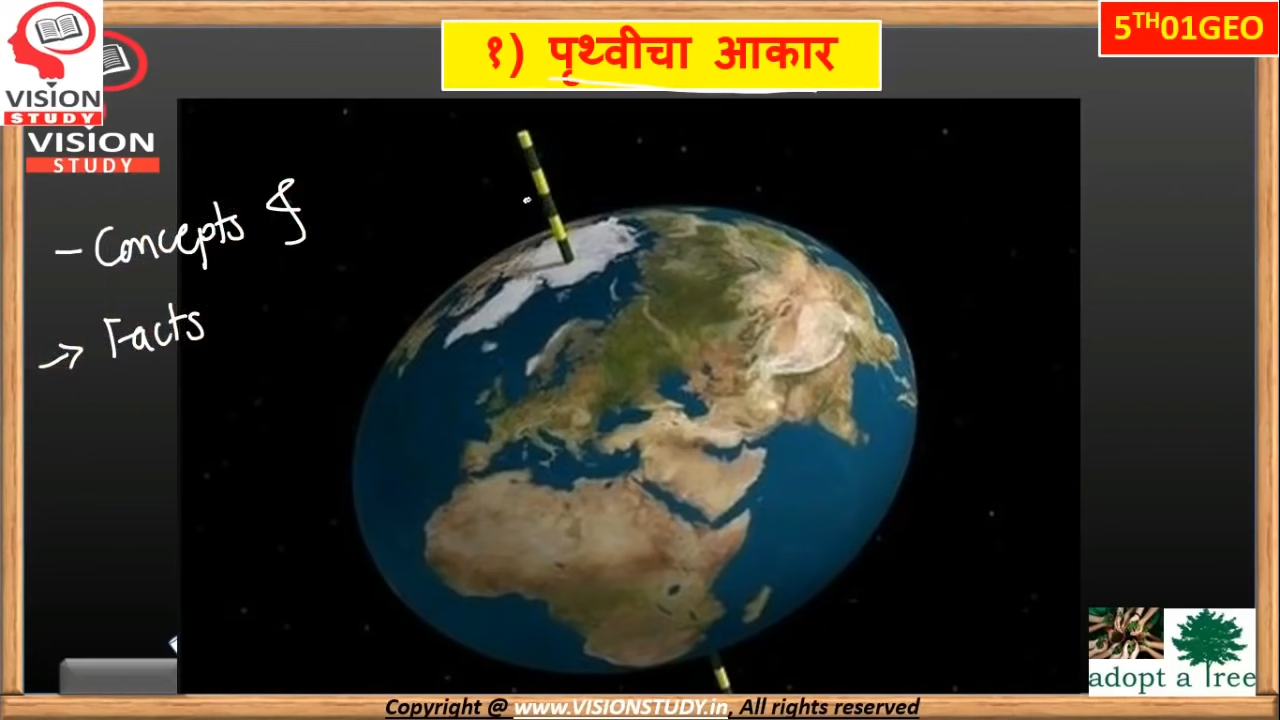 VISION
STUDY
VISION
STUDY
१) पृथ्वीचा आकार
5TH01GEO
- Concepts &
→ Facts
adopt a Tree
Copyright @ www.VISIONSTUDY.in, All rights reserved